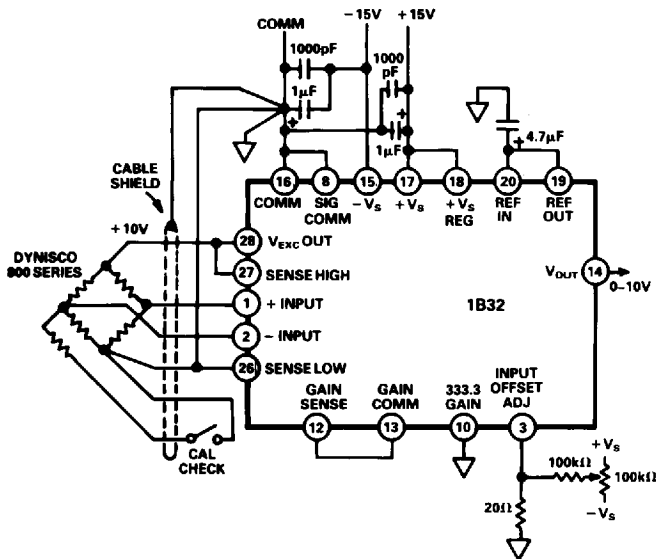 COMM
−15V
+15V
1000pF
1000
pF
1µF
+
+
1µF
+
4.7µF
CABLE
SHIELD
16
8
15
17
18
20
19
COMM
SIG
COMM
−VS
+VS
+VS
REG
REF
IN
REF
OUT
DYNISCO
800 SERIES
+10V
28
VEXC OUT
27
SENSE HIGH
1
+ INPUT
2
− INPUT
26
SENSE LOW
1B32
VOUT
14
0–10V
GAIN
SENSE
GAIN
COMM
333.3
GAIN
INPUT
OFFSET
ADJ
12
13
10
3
CAL
CHECK
+VS
100kΩ
100kΩ
−VS
20Ω